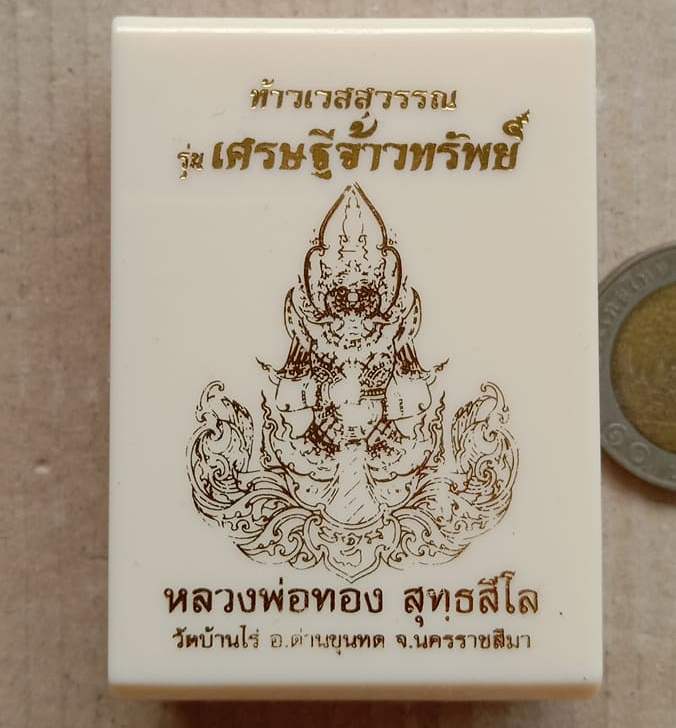 ท้าวเวสสุวรรณ
รุ่น เศรษฐีจ้าวทรัพย์
หลวงพ่อทอง สุทฺธสีโล
วัดบ้านไร่ อ.ด่านขุนทด จ.นครราชสีมา
๑๐